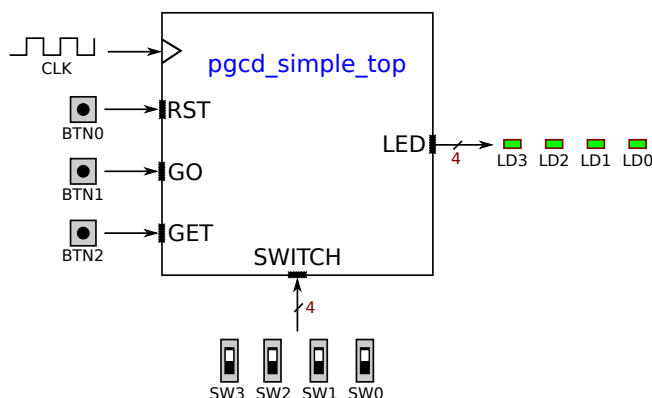 pgcd_simple_top
CLK
RST
BTN0
LED
4
LD3 LD2 LD1 LD0
GO
BTN1
GET
BTN2
SWITCH
4
SW3 SW2 SW1 SW0